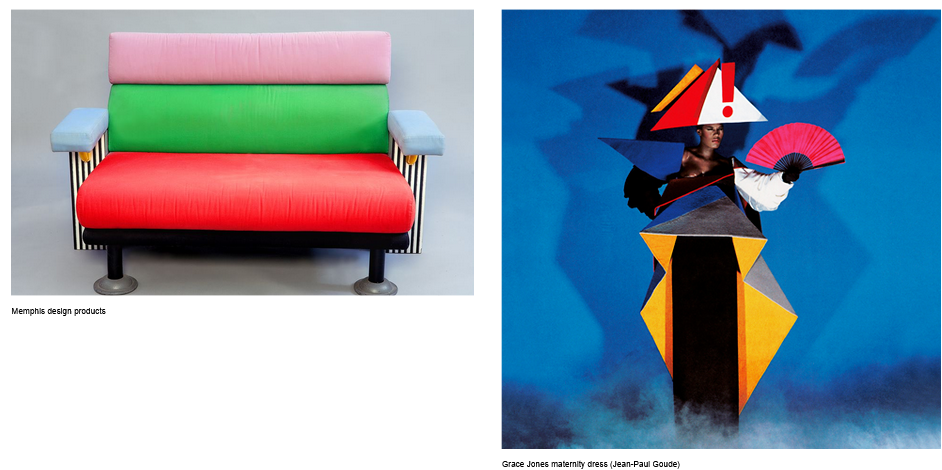 Memphis design products
!
Grace Jones maternity dress (Jean-Paul Goude)